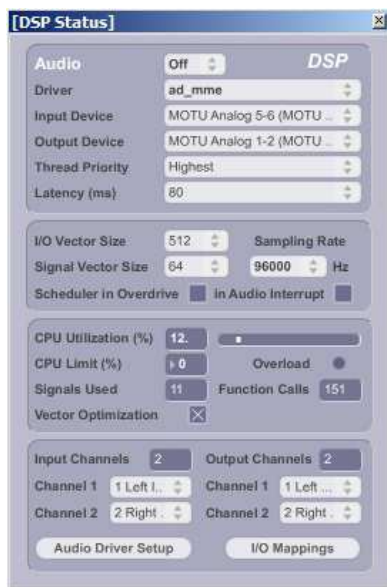 [DSP Status]
Audio Off DSP
Driver ad_mme
Input Device MOTU Analog 5-6 (MOTU ...
Output Device MOTU Analog 1-2 (MOTU ...
Thread Priority Highest
Latency (ms) 80
I/O Vector Size 512 Sampling Rate
Signal Vector Size 64 96000 Hz
Scheduler in Overdrive in Audio Interrupt
CPU Utilization (%) 12.
CPU Limit (%) 0 Overload
Signals Used 11 Function Calls 151
Vector Optimization
Input Channels 2 Output Channels 2
Channel 1 1 Left I.. Channel 1 1 Left ...
Channel 2 2 Right . Channel 2 2 Right .
Audio Driver Setup I/O Mappings